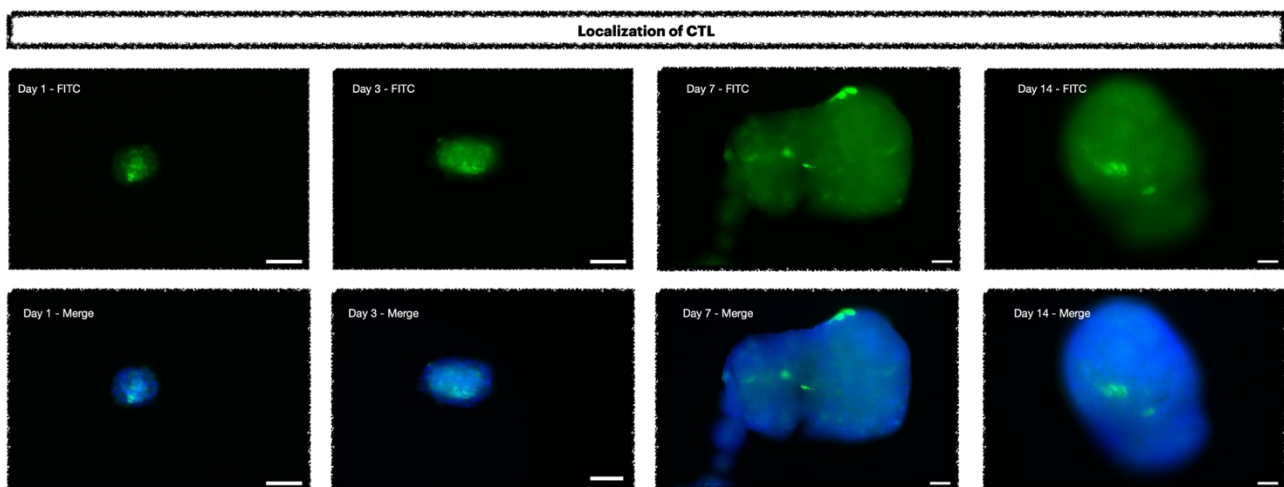 Localization of CTL
Day 1 - FITC
Day 3 - FITC
Day 7 - FITC
Day 14 - FITC
Day 1 - Merge
Day 3 - Merge
Day 7 - Merge
Day 14 - Merge